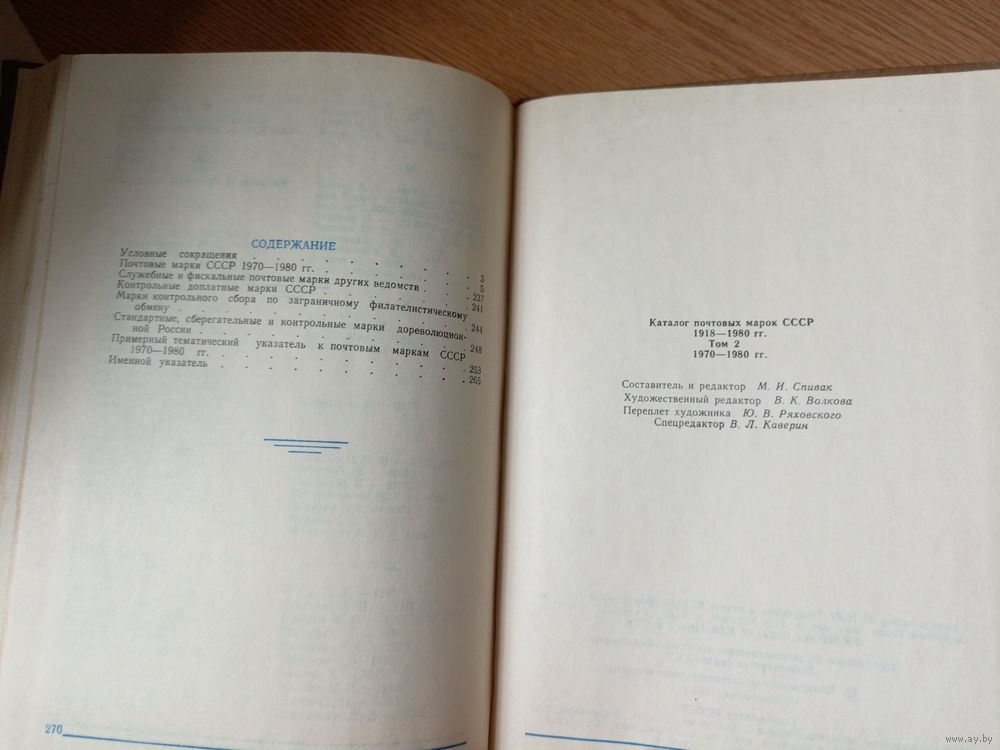 СОДЕРЖАНИЕ
Условные сокращения . . . . . . . . 3
Почтовые марки СССР 1970—1980 гг. . . . . . 5
Служебные и фискальные почтовые марки других ведомств . . . 237
Контрольные доплатные марки СССР . . . . . . 241
Марки контрольного сбора по заграничному филателистическому
обмену . . . . . . . . . . 244
Стандартные, сберегательные и контрольные марки дореволюцион-
ной России . . . . . . . . . . 248
Примерный тематический указатель к почтовым маркам СССР
1970—1980 гг. . . . . . . . . . 253
Именной указатель . . . . . . . . . 265
270
Каталог почтовых марок СССР
1918—1980 гг.
Том 2
1970—1980 гг.
Составитель и редактор М. И. Спивак
Художественный редактор В. К. Волкова
Переплет художника Ю. В. Ряховского
Спецредактор В. Л. Каверин
www.ay.by